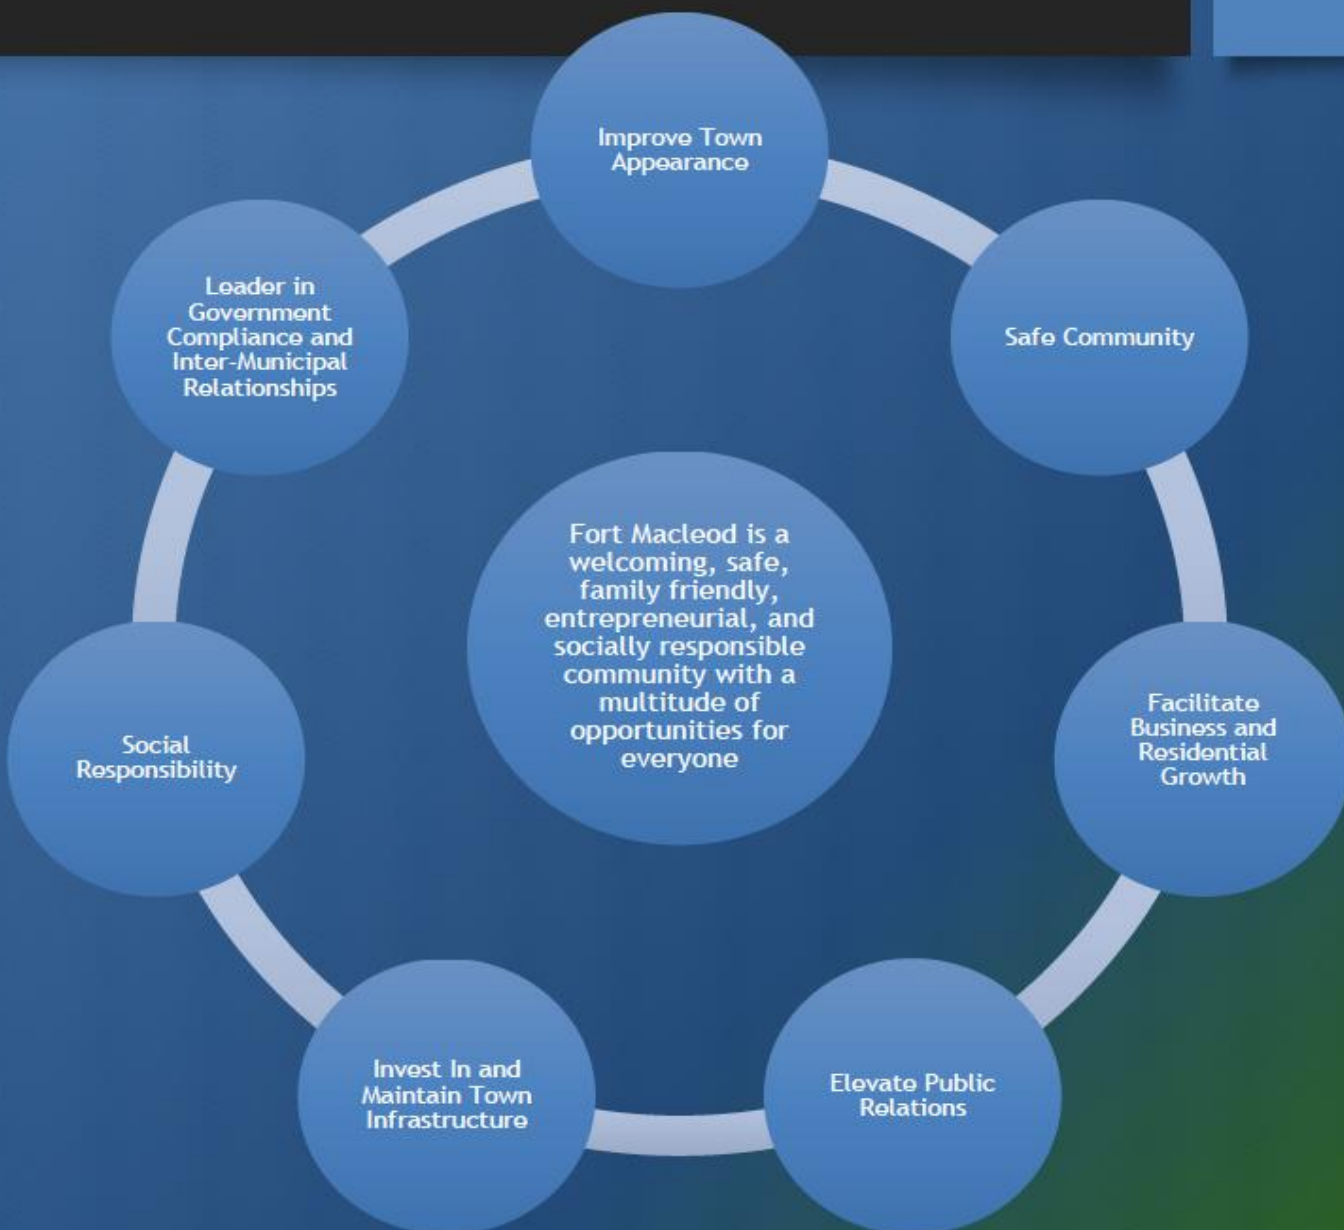 Improve Town
Appearance
Safe Community
Facilitate
Business and
Residential
Growth
Elevate Public
Relations
Invest In and
Maintain Town
Infrastructure
Social
Responsibility
Leader in
Government
Compliance and
Inter-Municipal
Relationships
Fort Macleod is a
welcoming, safe,
family friendly,
entrepreneurial, and
socially responsible
community with a
multitude of
opportunities for
everyone